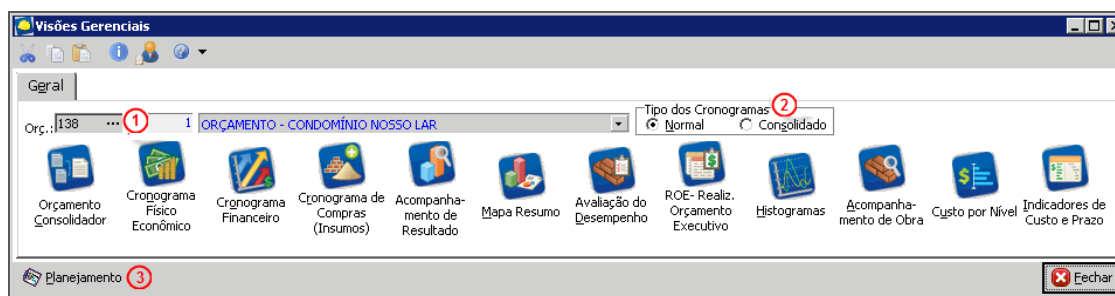 Visões Gerenciais
Geral
Tipo dos Cronogramas 2
Orç.: 138 ... 1 1 ORÇAMENTO - CONDOMÍNIO NOSSO LAR Normal Consolidado
Orçamento
Consolidador
Cronograma
Físico
Econômico
Cronograma
Financeiro
Cronograma de
Compras
(Insumos)
Acompanha-
mento de
Resultado
Mapa Resumo
Avaliação do
Desempenho
ROE- Realiz.
Orçamento
Executivo
Histogramas
Acompanha-
mento de Obra
Custo por Nível
Indicadores de
Custo e Prazo
Planejamento 3
Fechar